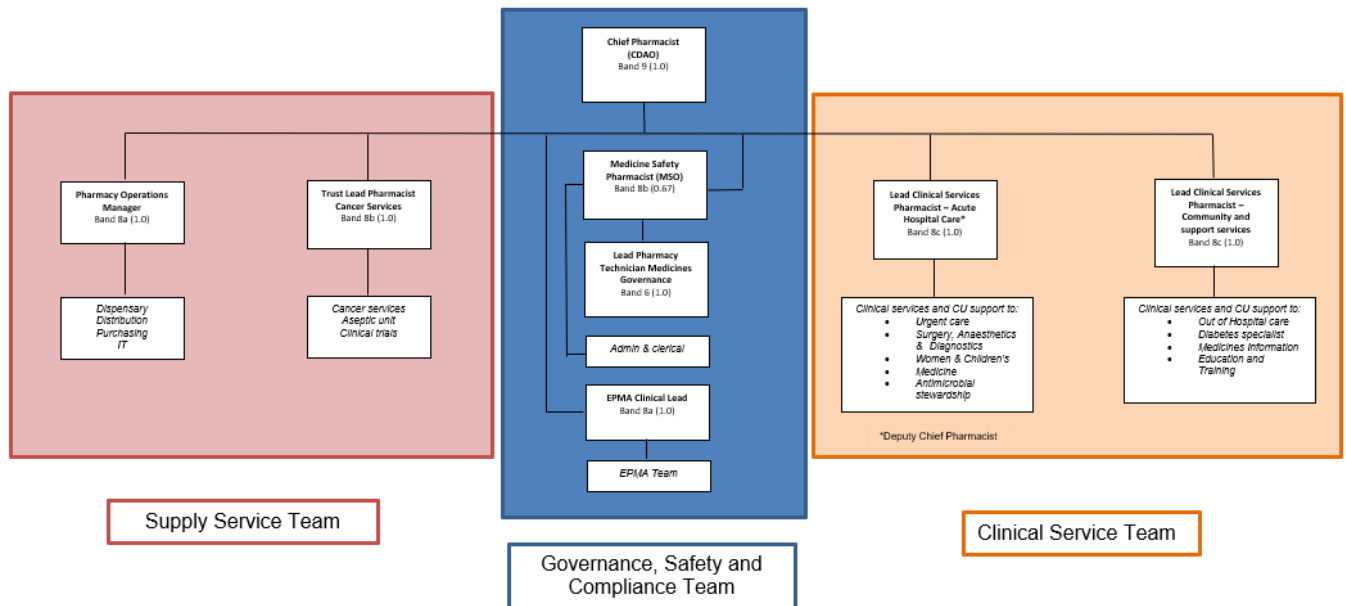 Chief Pharmacist
(CDAO)
Band 9 (1.0)
Pharmacy Operations
Manager
Band 8a (1.0)
Dispensary
Distribution
Purchasing
IT
Trust Lead Pharmacist
Cancer Services
Band 8b (1.0)
Cancer services
Aseptic unit
Clinical trials
Supply Service Team
Medicine Safety
Pharmacist (MSO)
Band 8b (0.67)
Lead Pharmacy
Technician Medicines
Governance
Band 6 (1.0)
Admin & clerical
EPMA Clinical Lead
Band 8a (1.0)
EPMA Team
Governance, Safety and
Compliance Team
Lead Clinical Services
Pharmacist – Acute
Hospital Care*
Band 8c (1.0)
Clinical services and CU support to:
• Urgent care
• Surgery, Anaesthetics
& Diagnostics
• Women & Children's
• Medicine
• Antimicrobial
stewardship
*Deputy Chief Pharmacist
Lead Clinical Services
Pharmacist –
Community and
support services
Band 8c (1.0)
Clinical services and CU support to:
• Out of Hospital care
• Diabetes specialist
• Medicines Information
• Education and
Training
Clinical Service Team